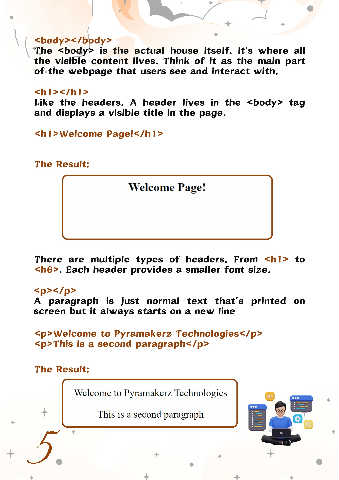 <body></body>
The <body> is the actual house itself. It's where all
the visible content lives. Think of it as the main part
of the webpage that users see and interact with.
<h1></h1>
Like the headers. A header lives in the <body> tag
and displays a visible title in the page.
<h1>Welcome Page!</h1>
The Result:
Welcome Page!
There are multiple types of headers. From <h1> to
<h6>. Each header provides a smaller font size.
<p></p>
A paragraph is just normal text that's printed on
screen but it always starts on a new line
<p>Welcome to Pyramakerz Technologies</p>
<p>This is a second paragraph</p>
The Result:
Welcome to Pyramakerz Technologies
This is a second paragraph
5